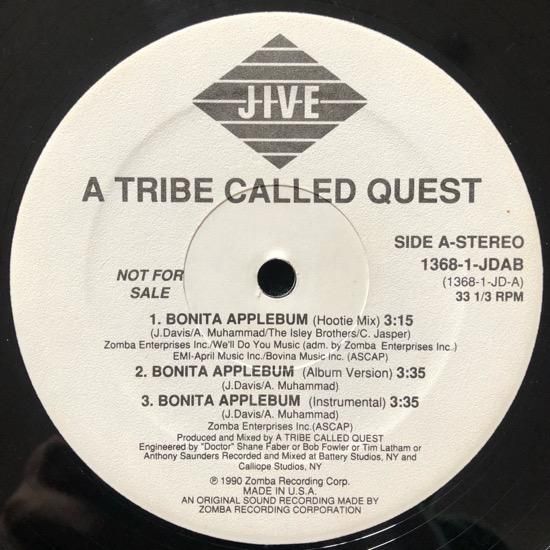 JIVE
A TRIBE CALLED QUEST
SIDE A-STEREO
1368-1-JDAB
(1368-1-JD-A)
33 1/3 RPM
NOT FOR
SALE
1. BONITA APPLEBUM (Hootie Mix) 3:15
(J.Davis/A. Muhammad/The Isley Brothers/C. Jasper)
Zomba Enterprises Inc./We'll Do You Music (adm. by Zomba Enterprises Inc.)
EMI-April Music Inc./Bovina Music Inc. (ASCAP)
2. BONITA APPLEBUM (Album Version) 3:35
(J.Davis/A. Muhammad)
3. BONITA APPLEBUM (Instrumental) 3:35
(J.Davis/A. Muhammad)
Zomba Enterprises Inc.(ASCAP)
Produced and Mixed by A TRIBE CALLED QUEST
Engineered by "Doctor" Shane Faber or Bob Fowler or Tim Latham or
Anthony Saunders Recorded and Mixed at Battery Studios, NY and
Calliope Studios, NY
℗ 1990 Zomba Recording Corp.
MADE IN U.S.A.
AN ORIGINAL SOUND RECORDING MADE BY
ZOMBA RECORDING CORPORATION